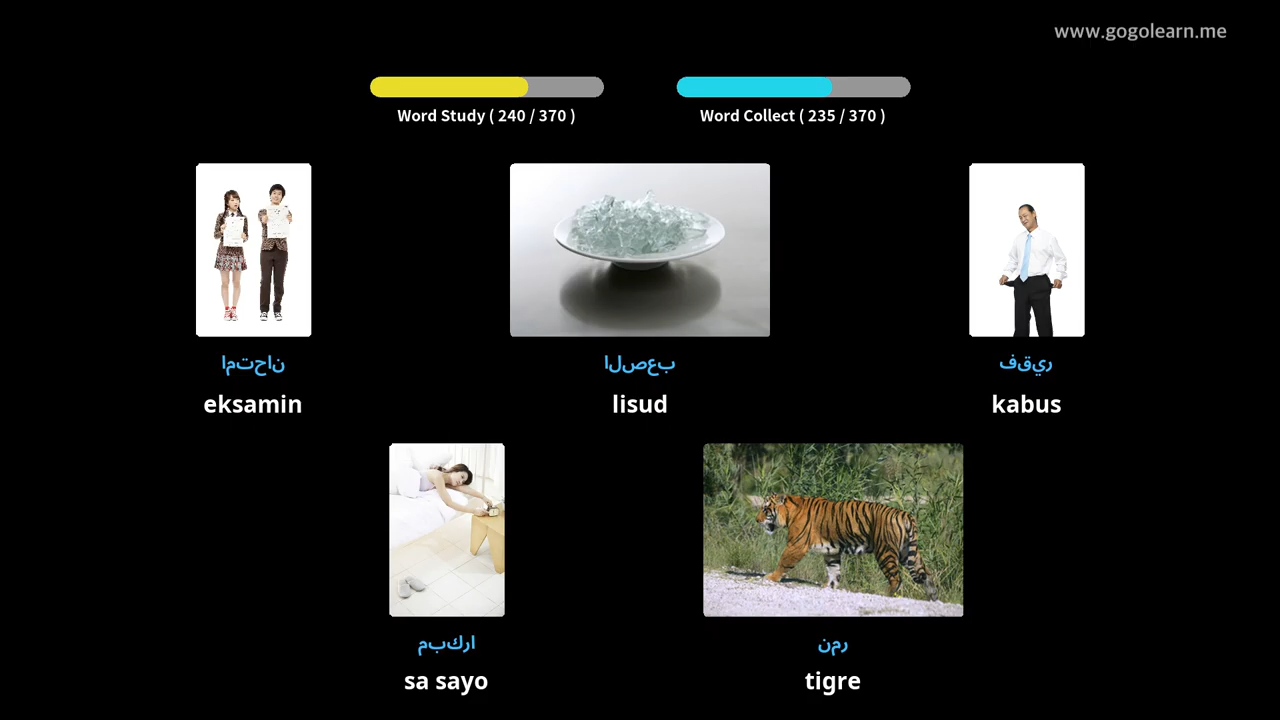 www.gogolearn.me
Word Study ( 240 / 370 )
Word Collect ( 235 / 370 )
امتحان
eksamin
الصعب
lisud
فقير
kabus
مبكرا
sa sayo
نمر
tigre